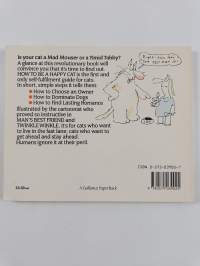 Is your cat a Mad Mouser or a Timid Tabby?
A glance at this revolutionary book will
convince you that it's time to find out.
HOW TO BE A HAPPY CAT is the first and
only self-fulfilment guide for cats.
In short, simple steps it tells them
How to Choose an Owner
How to Dominate Dogs
How to Find Lasting Romance
Illustrated by the cartoonist who
proved so instructive in
MAN'S BEST FRIEND and
TWINKLE WINKLE, it's for cats who want
to live in the fast lane, cats who want to
get ahead and stay ahead.
Humans ignore it at their peril.
A Gollancz Paperback